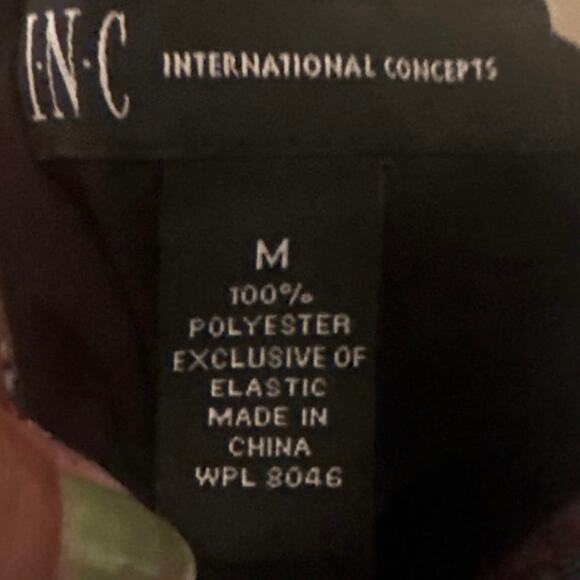 I·N·C INTERNATIONAL CONCEPTS
M
100%
POLYESTER
EXCLUSIVE OF
ELASTIC
MADE IN
CHINA
WPL 8046